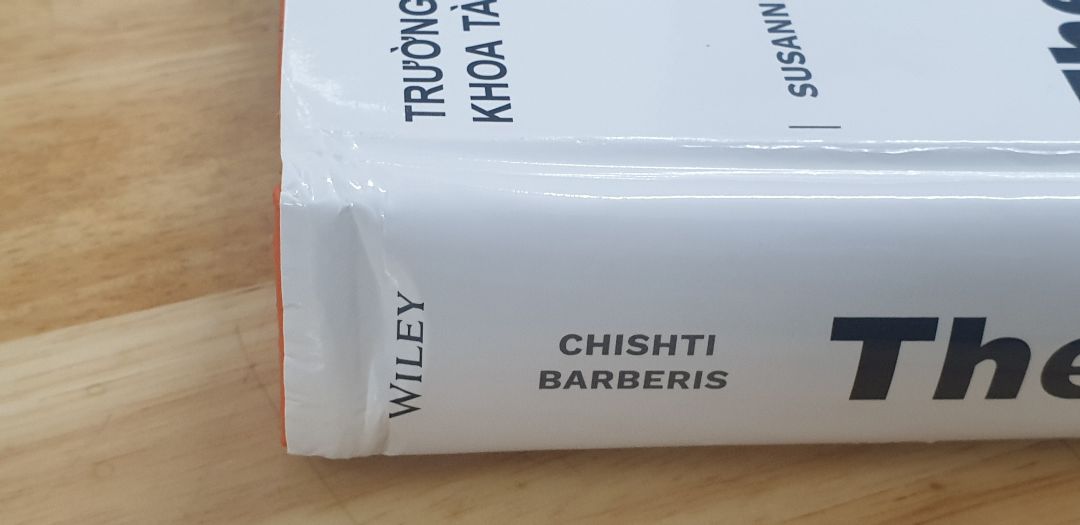 TRƯỜNG
KHOA TÀ
SUSANN
WILEY
CHISHTI
BARBERIS
The